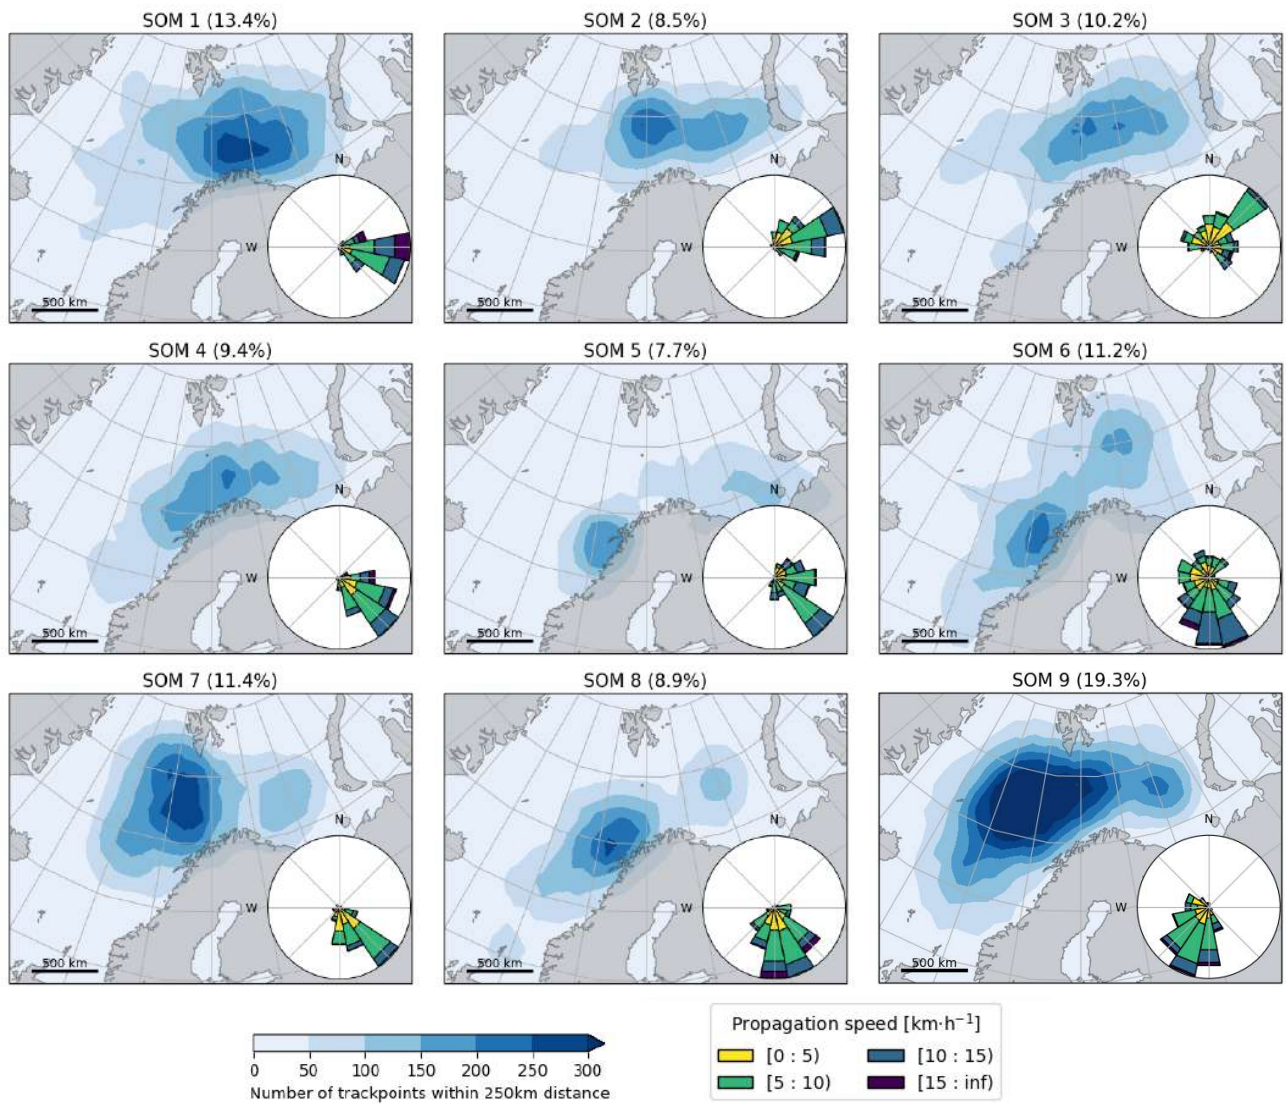 SOM 1 (13.4%)
SOM 2 (8.5%)
SOM 3 (10.2%)
N
W
500 km
N
W
500 km
N
W
500 km
SOM 4 (9.4%)
SOM 5 (7.7%)
SOM 6 (11.2%)
N
W
500 km
N
W
500 km
N
W
500 km
SOM 7 (11.4%)
SOM 8 (8.9%)
SOM 9 (19.3%)
N
W
500 km
N
W
500 km
N
W
500 km
0 50 100 150 200 250 300
Number of trackpoints within 250km distance
Propagation speed [km·h⁻¹]
[0 : 5)
[10 : 15)
[5 : 10)
[15 : inf)